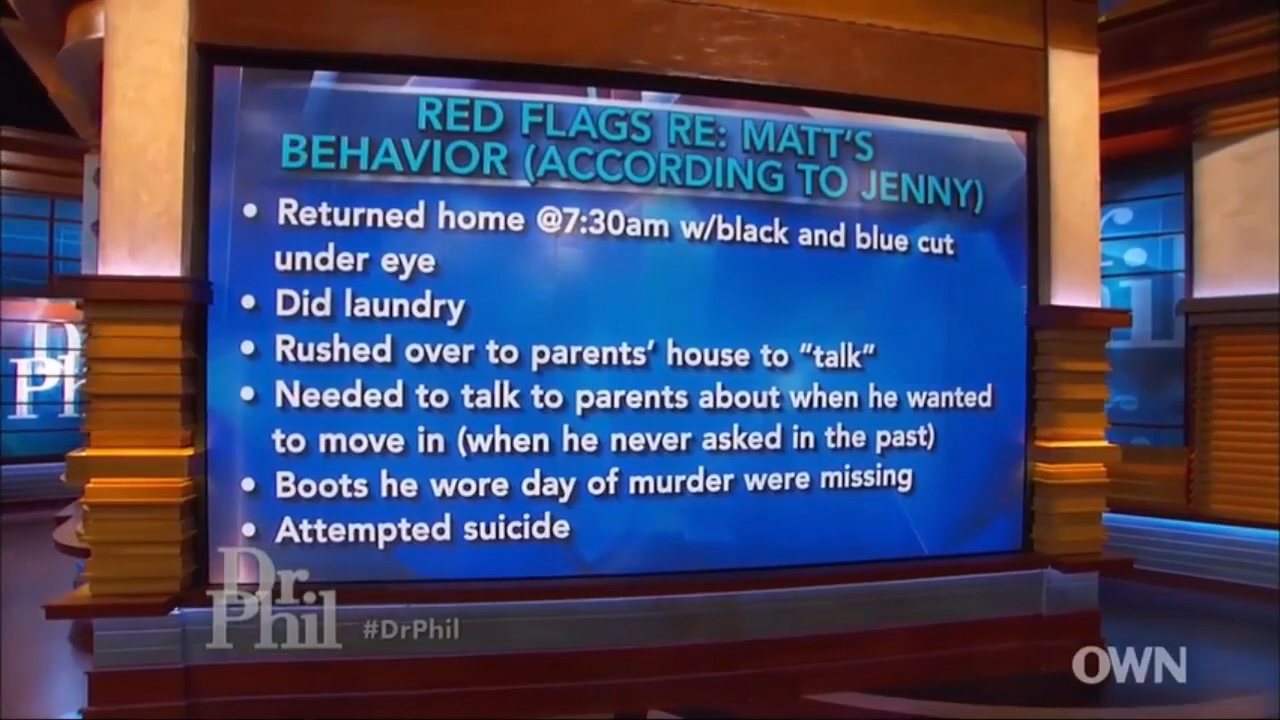 RED FLAGS RE: MATT'S
BEHAVIOR (ACCORDING TO JENNY)
• Returned home @7:30am w/black and blue cut
under eye
• Did laundry
• Rushed over to parents' house to "talk"
• Needed to talk to parents about when he wanted
to move in (when he never asked in the past)
• Boots he wore day of murder were missing
• Attempted suicide
Dr.
Phil #DrPhil
OWN